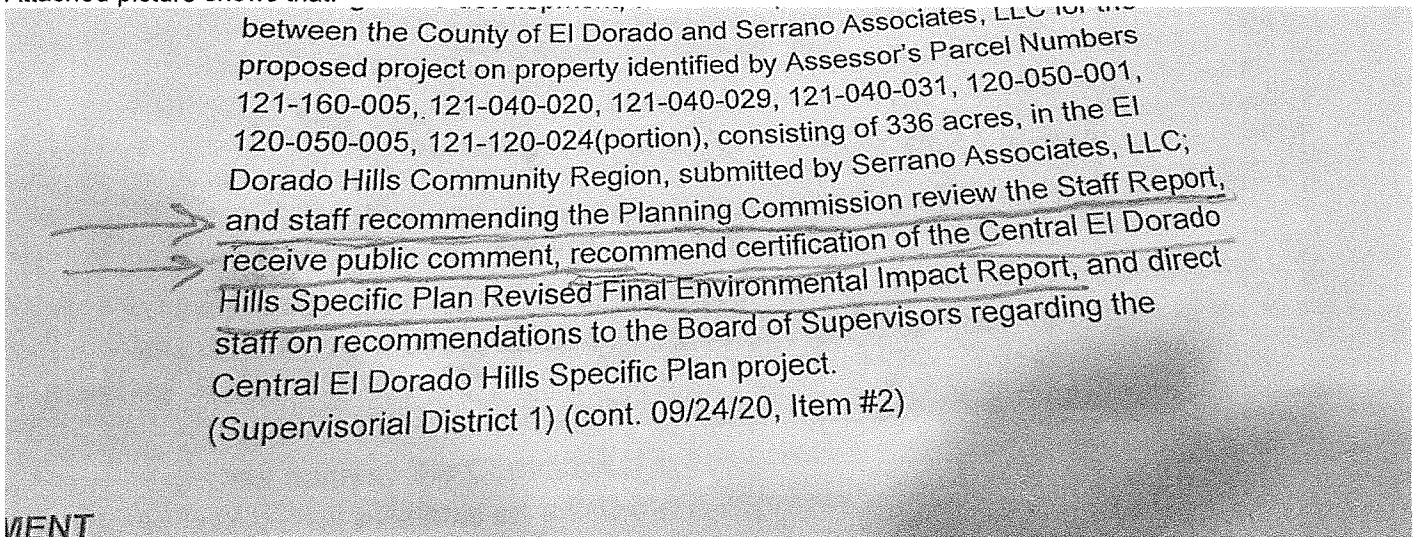 Attached picture shows that.
between the County of El Dorado and Serrano Associates, LLC for the
proposed project on property identified by Assessor's Parcel Numbers
121-160-005, 121-040-020, 121-040-029, 121-040-031, 120-050-001,
120-050-005, 121-120-024(portion), consisting of 336 acres, in the El
Dorado Hills Community Region, submitted by Serrano Associates, LLC;
and staff recommending the Planning Commission review the Staff Report,
receive public comment, recommend certification of the Central El Dorado
Hills Specific Plan Revised Final Environmental Impact Report, and direct
staff on recommendations to the Board of Supervisors regarding the
Central El Dorado Hills Specific Plan project.
(Supervisorial District 1) (cont. 09/24/20, Item #2)
MENT